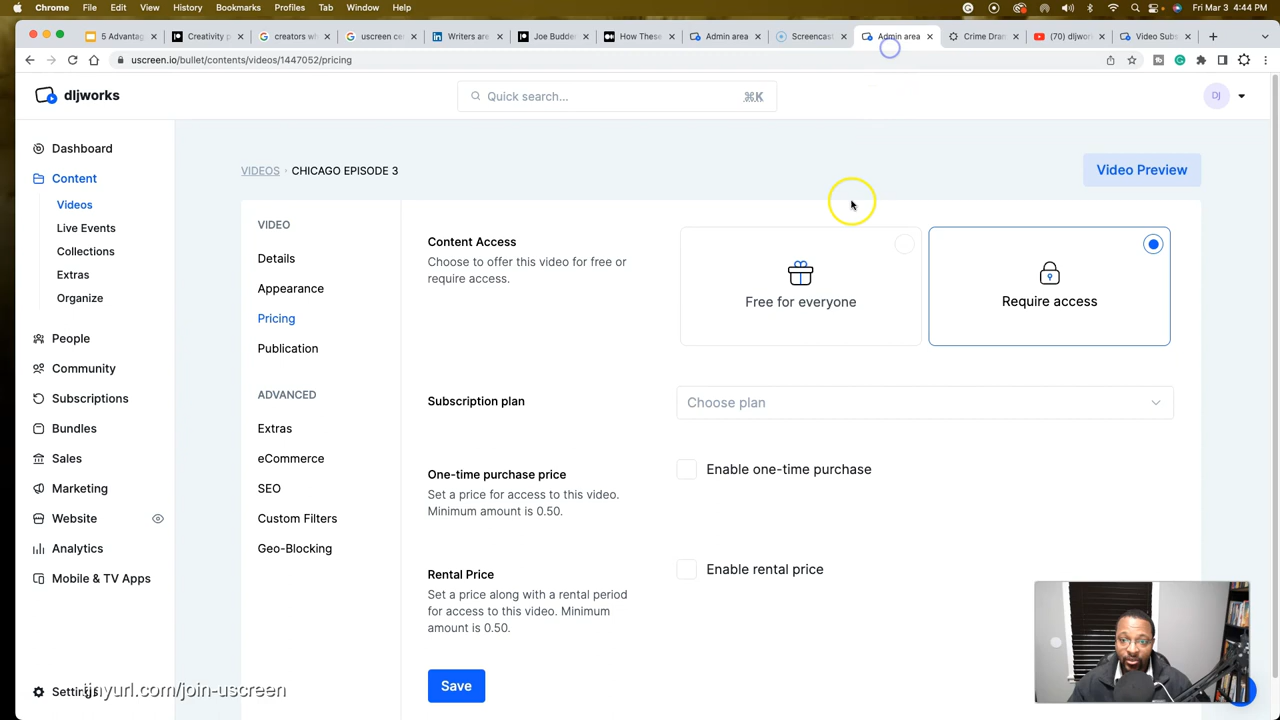 Chrome File Edit View History Bookmarks Profiles Tab Window Help
Fri Mar 3 4:44 PM
5 Advantag
Creativity p
creators wh
uscreen cer
Writers are
Joe Budder
How These
Admin area
Screencast
Admin area
Crime Dran
(70) dljwork
Video Subs
uscreen.io/bullet/contents/videos/1447052/pricing
dljworks
Quick search...
⌘K
DJ
Dashboard
Content
Videos
Live Events
Collections
Extras
Organize
People
Community
Subscriptions
Bundles
Sales
Marketing
Website
Analytics
Mobile & TV Apps
Settings
tinyurl.com/join-uscreen
VIDEOS • CHICAGO EPISODE 3
Video Preview
VIDEO
Details
Appearance
Pricing
Publication
ADVANCED
Extras
eCommerce
SEO
Custom Filters
Geo-Blocking
Content Access
Choose to offer this video for free or
require access.
Free for everyone
Require access
Subscription plan
Choose plan
One-time purchase price
Set a price for access to this video.
Minimum amount is 0.50.
Enable one-time purchase
Rental Price
Set a price along with a rental period
for access to this video. Minimum
amount is 0.50.
Enable rental price
Save